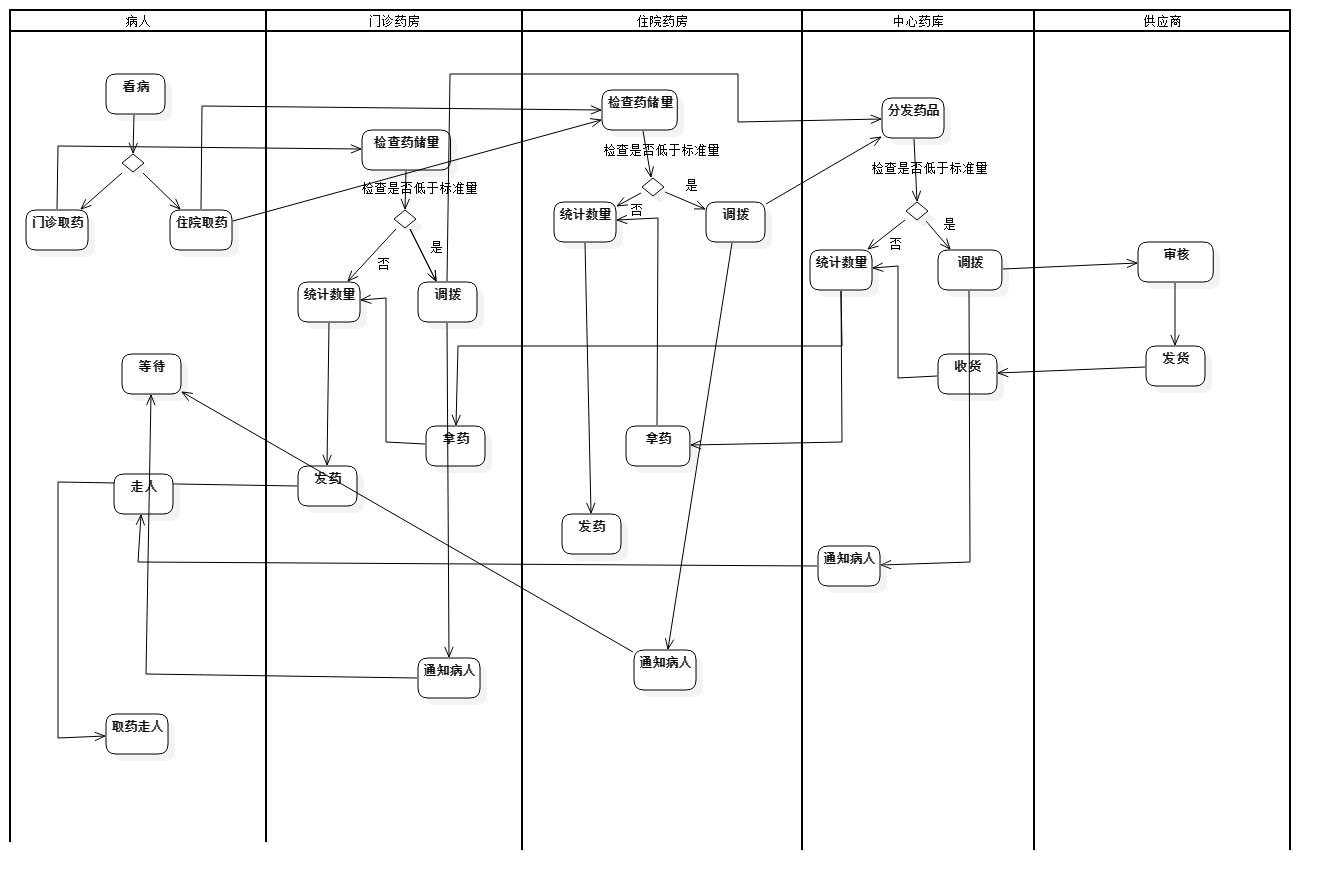 病人
门诊药房
住院药房
中心药库
供应商
看病
门诊取药
住院取药
等待
走人
取药走人
检查药储量
检查是否低于标准量
是
否
统计数量
调拨
拿药
发药
通知病人
检查药储量
检查是否低于标准量
是
否
统计数量
调拨
拿药
发药
通知病人
分发药品
检查是否低于标准量
是
否
统计数量
调拨
收货
通知病人
审核
发货